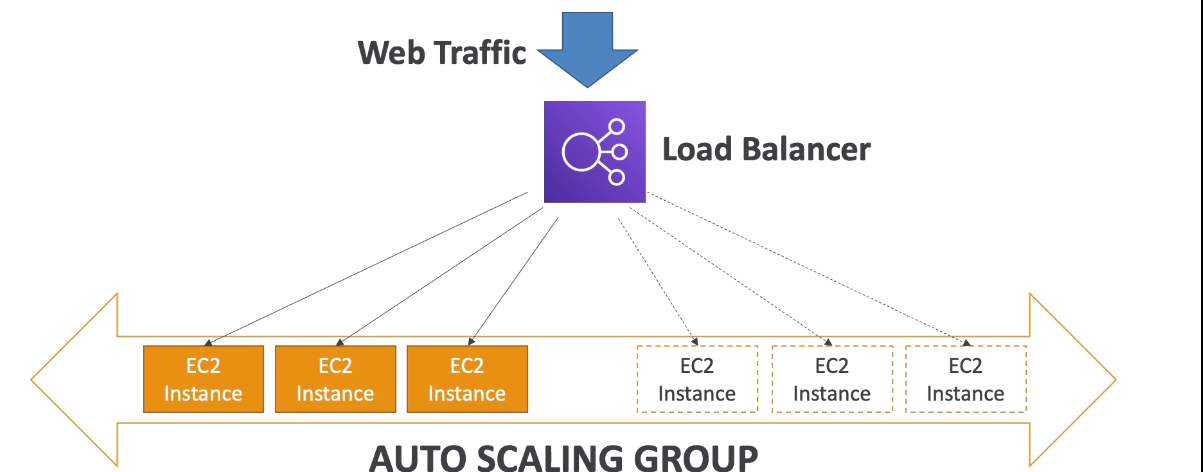 Web Traffic
Load Balancer
EC2
Instance
EC2
Instance
EC2
Instance
EC2
Instance
EC2
Instance
EC2
Instance
AUTO SCALING GROUP